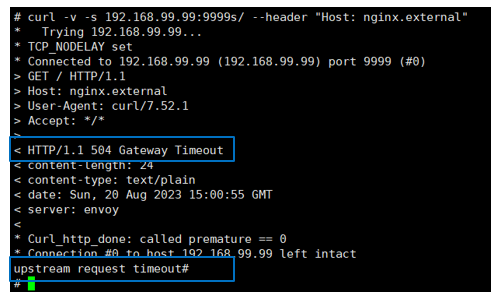 # curl -v -s 192.168.99.99:9999s/ --header "Host: nginx.external"
*   Trying 192.168.99.99...
* TCP_NODELAY set
* Connected to 192.168.99.99 (192.168.99.99) port 9999 (#0)
> GET / HTTP/1.1
> Host: nginx.external
> User-Agent: curl/7.52.1
> Accept: */*
>
< HTTP/1.1 504 Gateway Timeout
< content-length: 24
< content-type: text/plain
< date: Sun, 20 Aug 2023 15:00:55 GMT
< server: envoy
<
* Curl_http_done: called premature == 0
* Connection #0 to host 192.168.99.99 left intact
upstream request timeout#
#